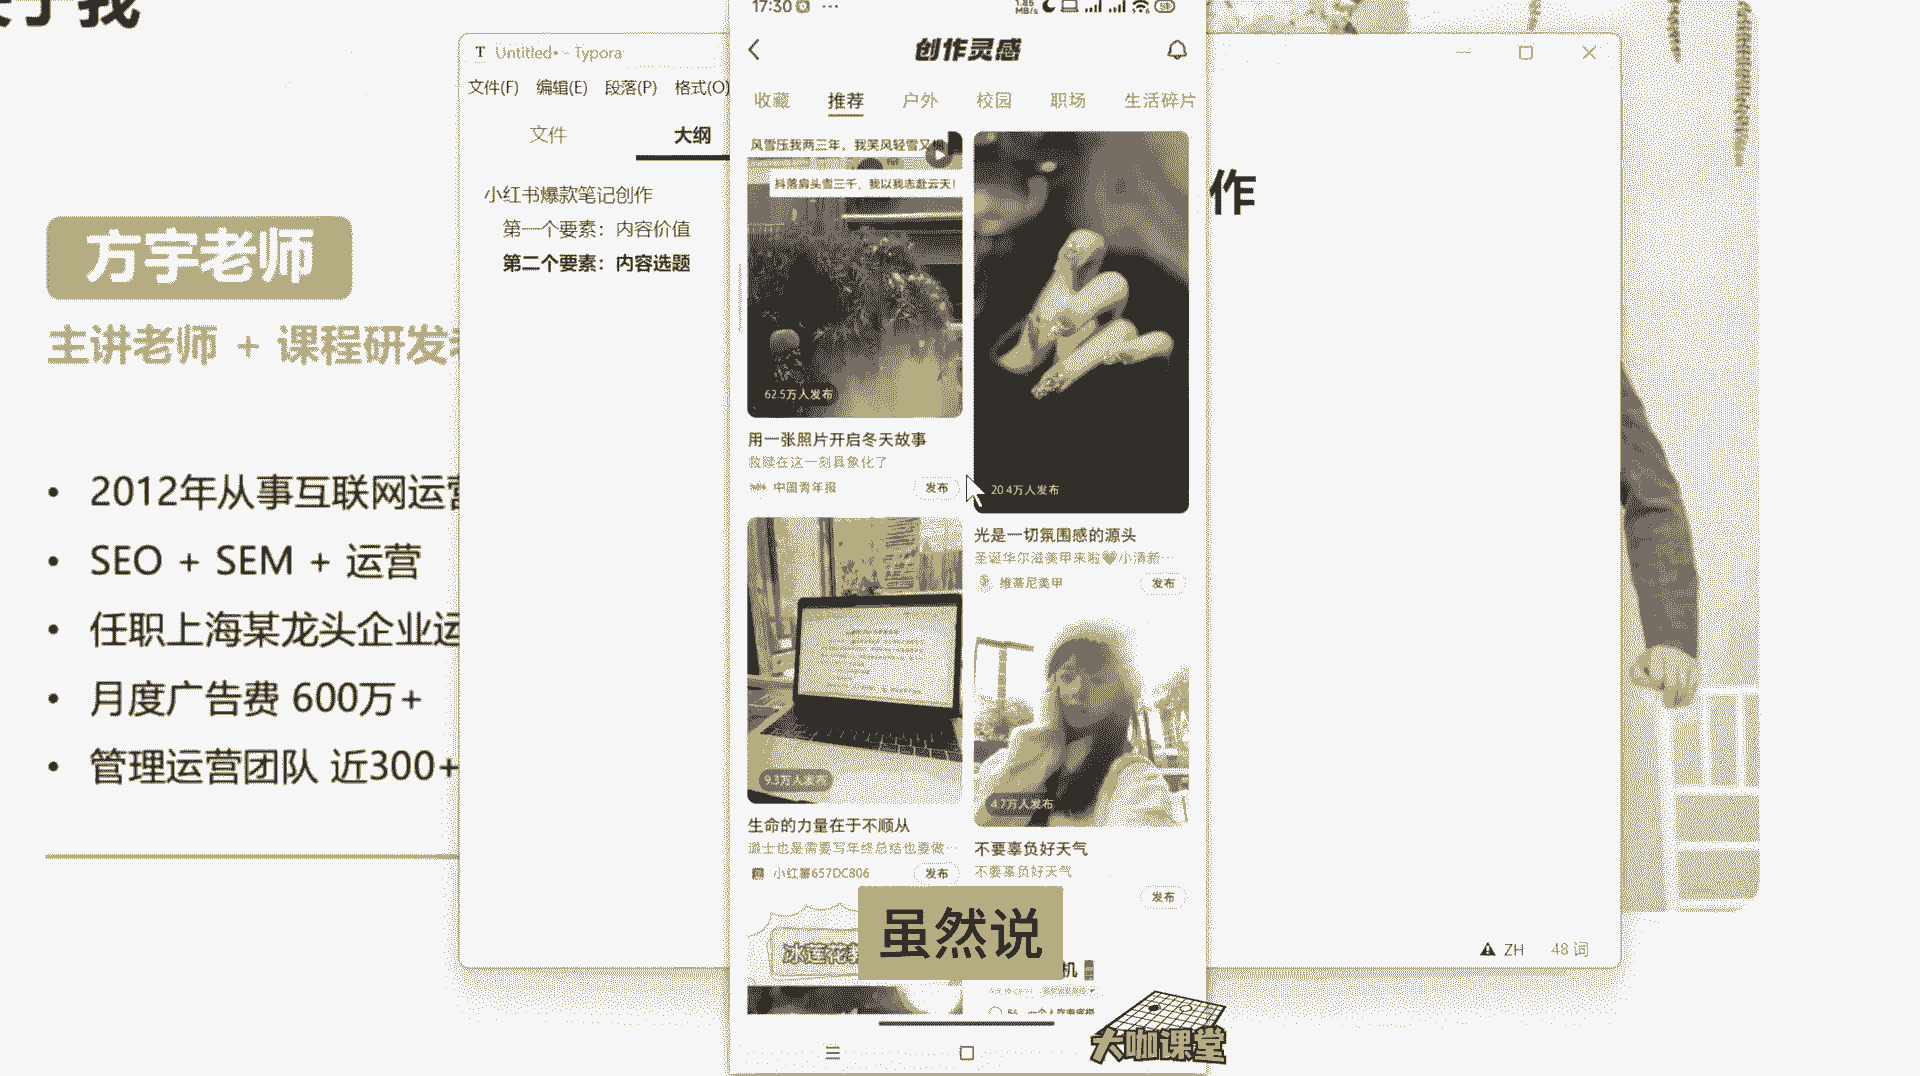 于我
方宇老师
主讲老师 + 课程研发
2012年从事互联网运营
SEO + SEM + 运营
任职上海某龙头企业运
月度广告费 600万+
管理运营团队 近300+
T Untitled• - Typora
文件(F) 编辑(E) 段落(P) 格式(O)
文件 大纲
小红书爆款笔记创作
第一个要素：内容价值
第二个要素：内容选题
作
ZH 48 词
17:30
创作灵感
收藏 推荐 户外 校园 职场 生活碎片
风雪压我两三年，我笑风轻雪又
抖落肩头雪三千，我以我志赴云天！
62.5万人发布
用一张照片开启冬天故事
救赎在这一刻具象化了
中国青年报 发布
20.4万人发布
光是一切氛围感的源头
圣诞华尔滋美甲来啦🖤小清新…
维蒂尼美甲 发布
9.3万人发布
生命的力量在于不顺从
道士也是需要写年终总结也要做…
小红薯657DC806 发布
4.7万人发布
不要辜负好天气
不要辜负好天气
发布
冰莲花
机
虽然说
大咖课堂